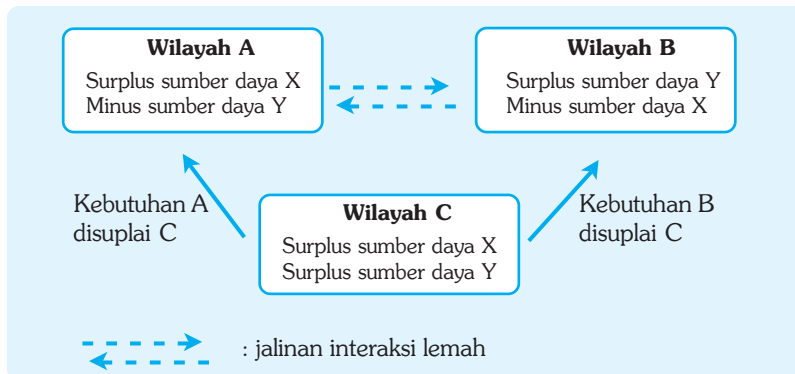 Wilayah A
Surplus sumber daya X
Minus sumber daya Y
Wilayah B
Surplus sumber daya Y
Minus sumber daya X
Kebutuhan A
disuplai C
Wilayah C
Surplus sumber daya X
Surplus sumber daya Y
Kebutuhan B
disuplai C
: jalinan interaksi lemah